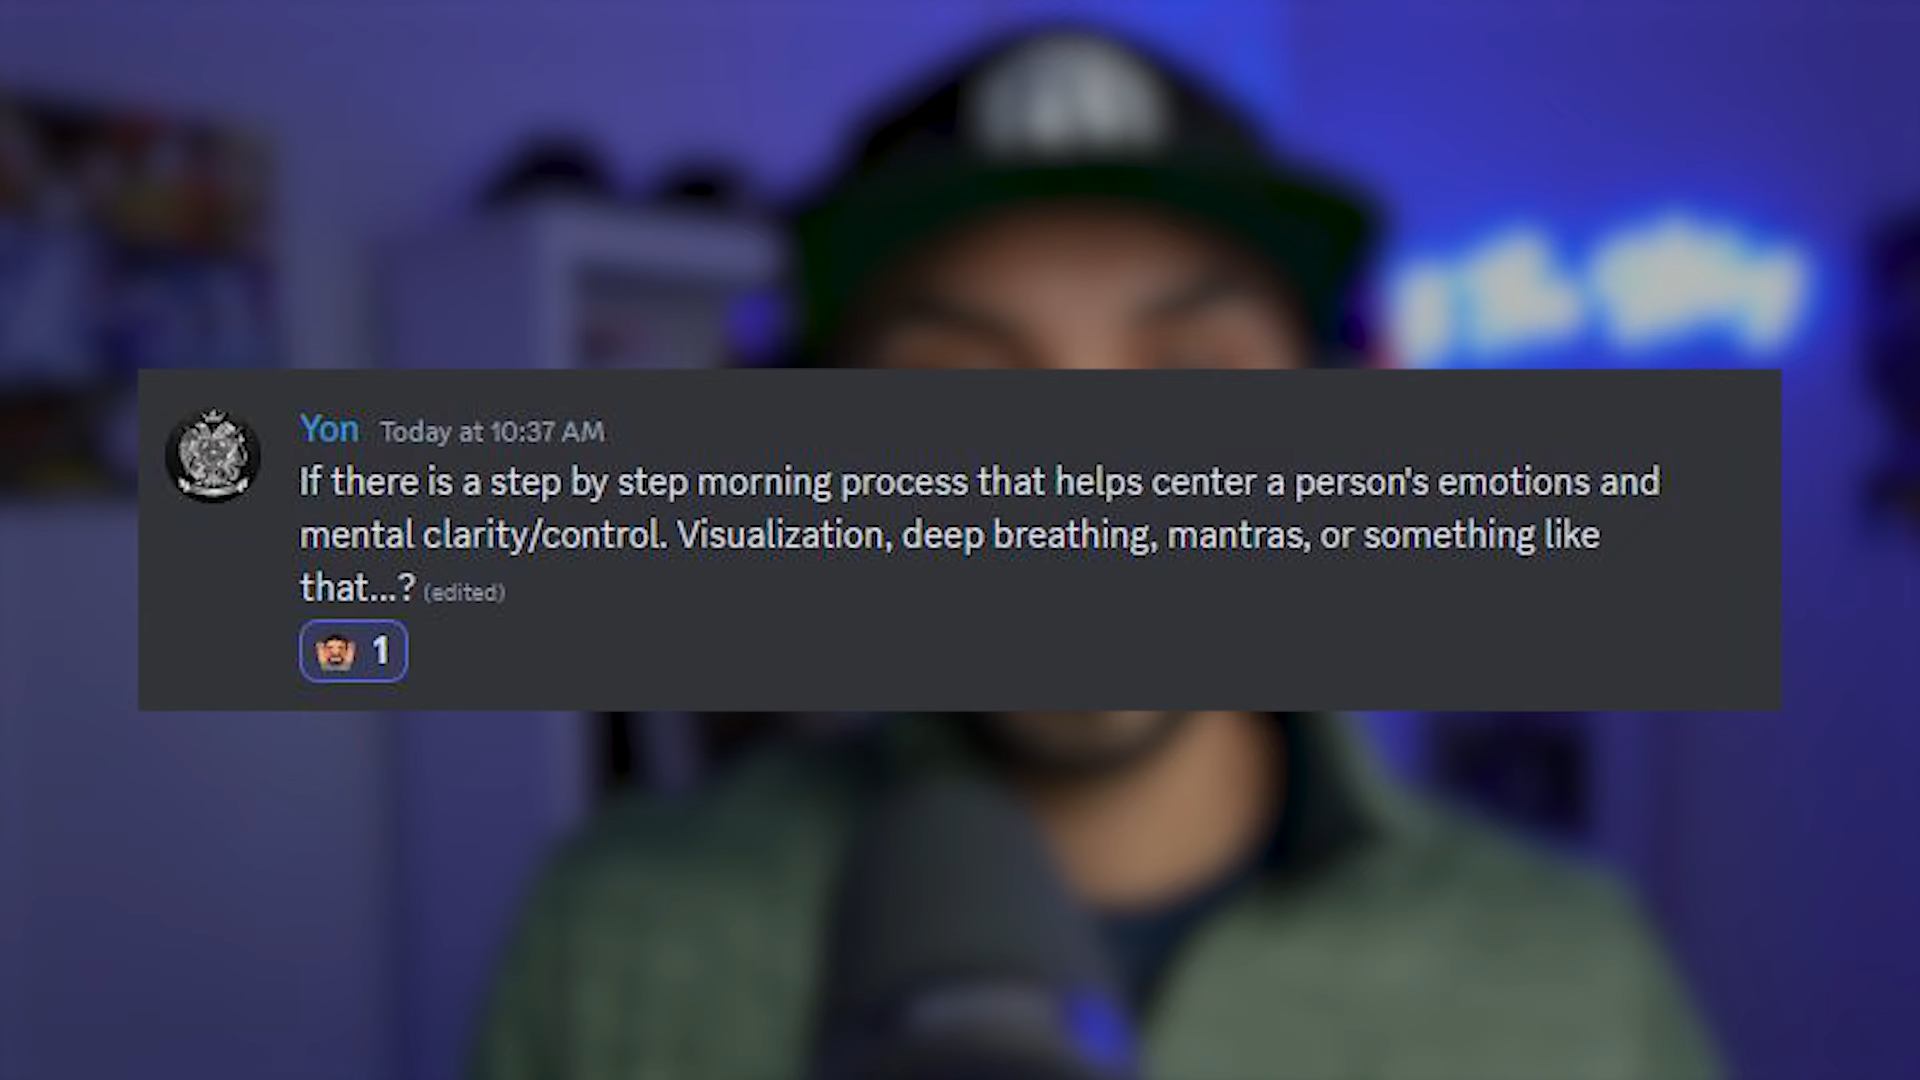 Yon Today at 10:37 AM
If there is a step by step morning process that helps center a person's emotions and
mental clarity/control. Visualization, deep breathing, mantras, or something like
that...? (edited)
1